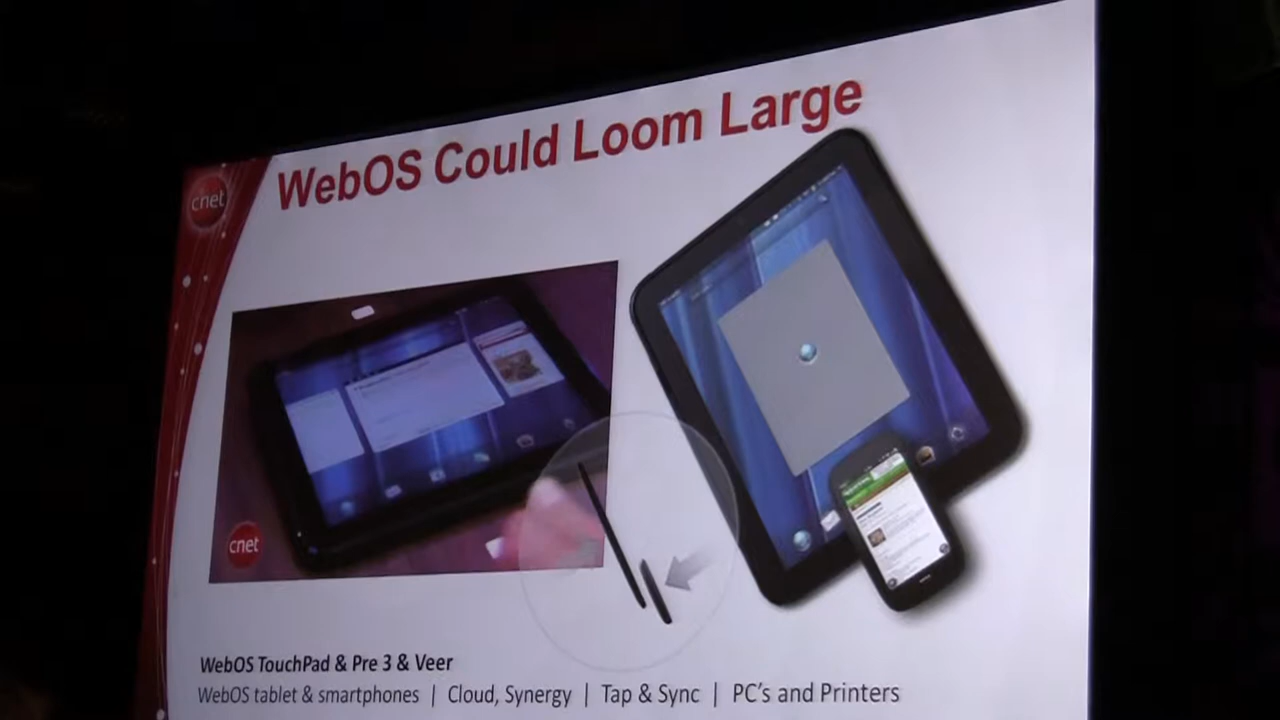 cnet
WebOS Could Loom Large
cnet
WebOS TouchPad & Pre 3 & Veer
WebOS tablet & smartphones | Cloud, Synergy | Tap & Sync | PC's and Printers